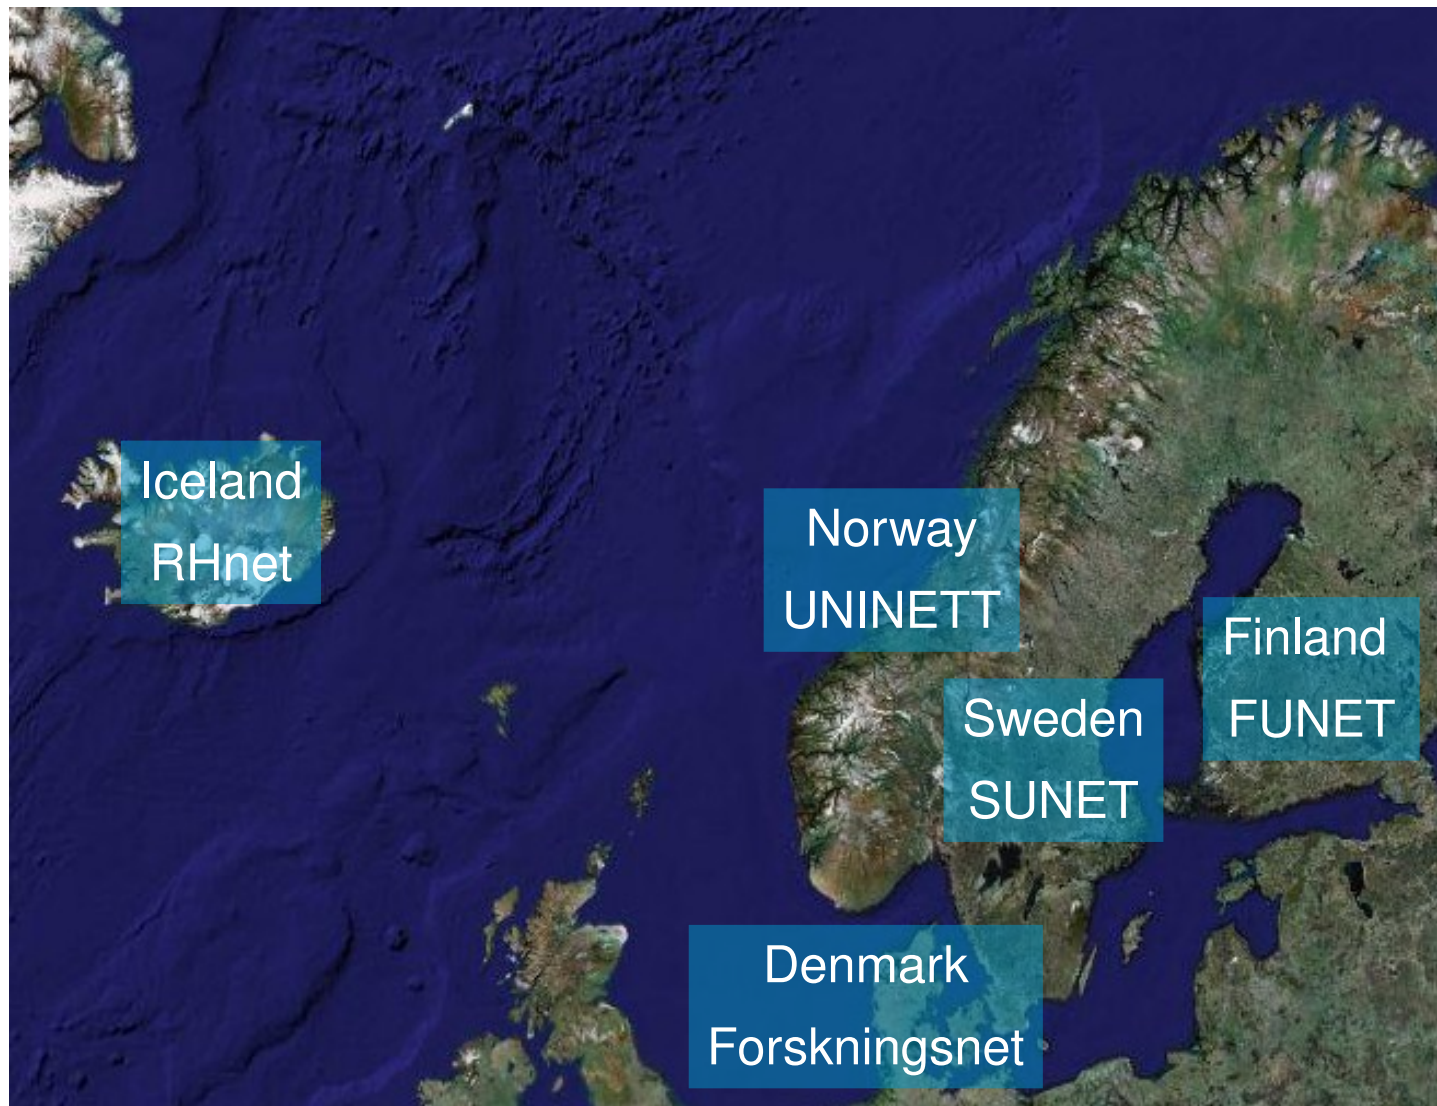 Iceland
RHnet
Norway
UNINETT
Finland
FUNET
Sweden
SUNET
Denmark
Forskningsnet